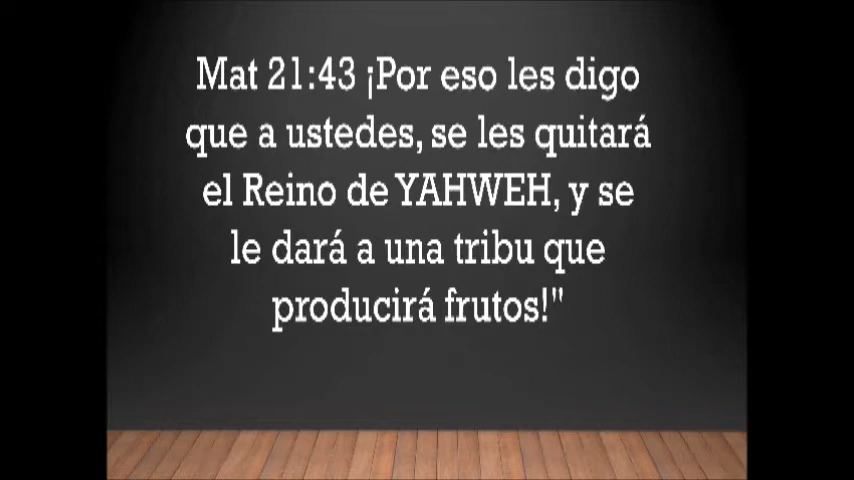 Mat 21:43 ¡Por eso les digo
que a ustedes, se les quitará
el Reino de YAHWEH, y se
le dará a una tribu que
producirá frutos!"